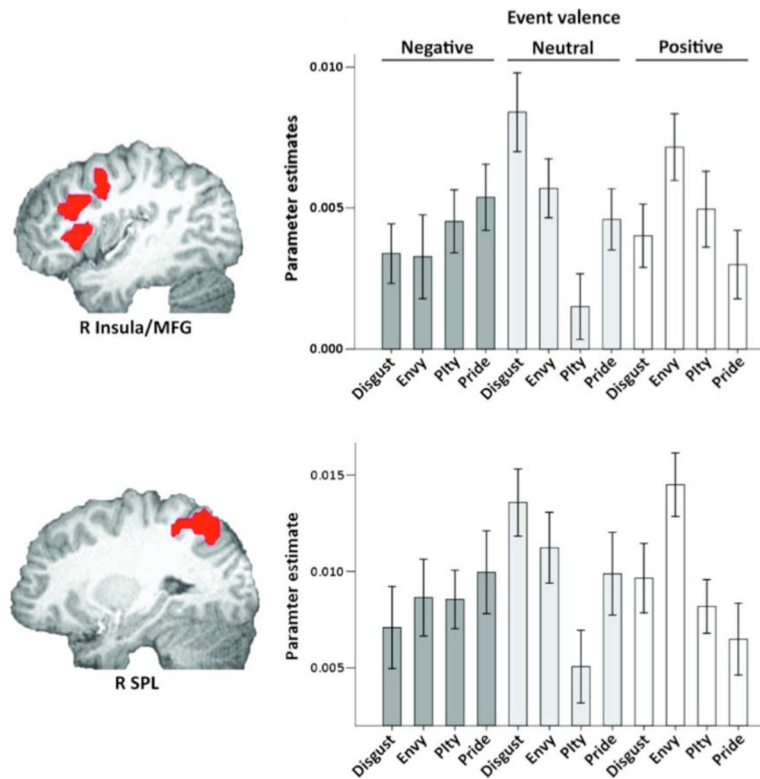 Event valence
Negative Neutral Positive
0.010
0.005
0.000
Parameter estimates
Disgust Envy PIty Pride Disgust Envy PIty Pride Disgust Envy PIty Pride
R Insula/MFG
0.015
0.010
0.005
Paramter estimate
Disgust Envy PIty Pride Disgust Envy PIty Pride Disgust Envy PIty Pride
R SPL